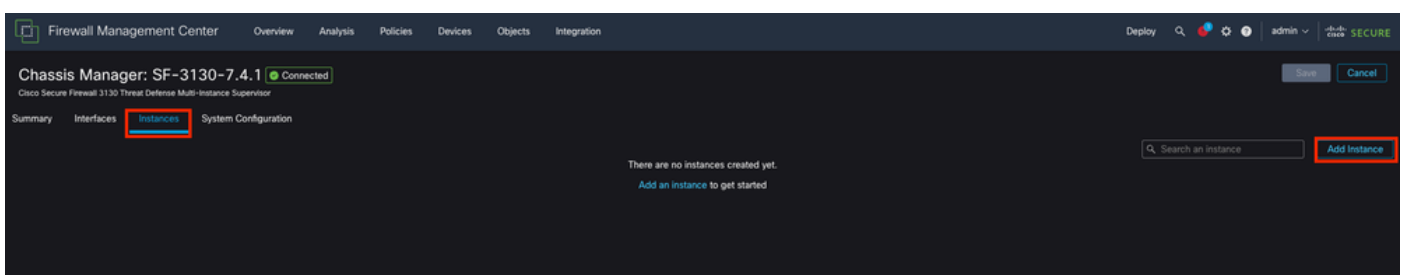 Firewall Management Center Overview Analysis Policies Devices Objects Integration Deploy admin cisco SECURE
Chassis Manager: SF-3130-7.4.1 Connected Save Cancel
Cisco Secure Firewall 3130 Threat Defense Multi-Instance Supervisor
Summary Interfaces Instances System Configuration
Search an instance Add Instance
There are no instances created yet.
Add an instance to get started